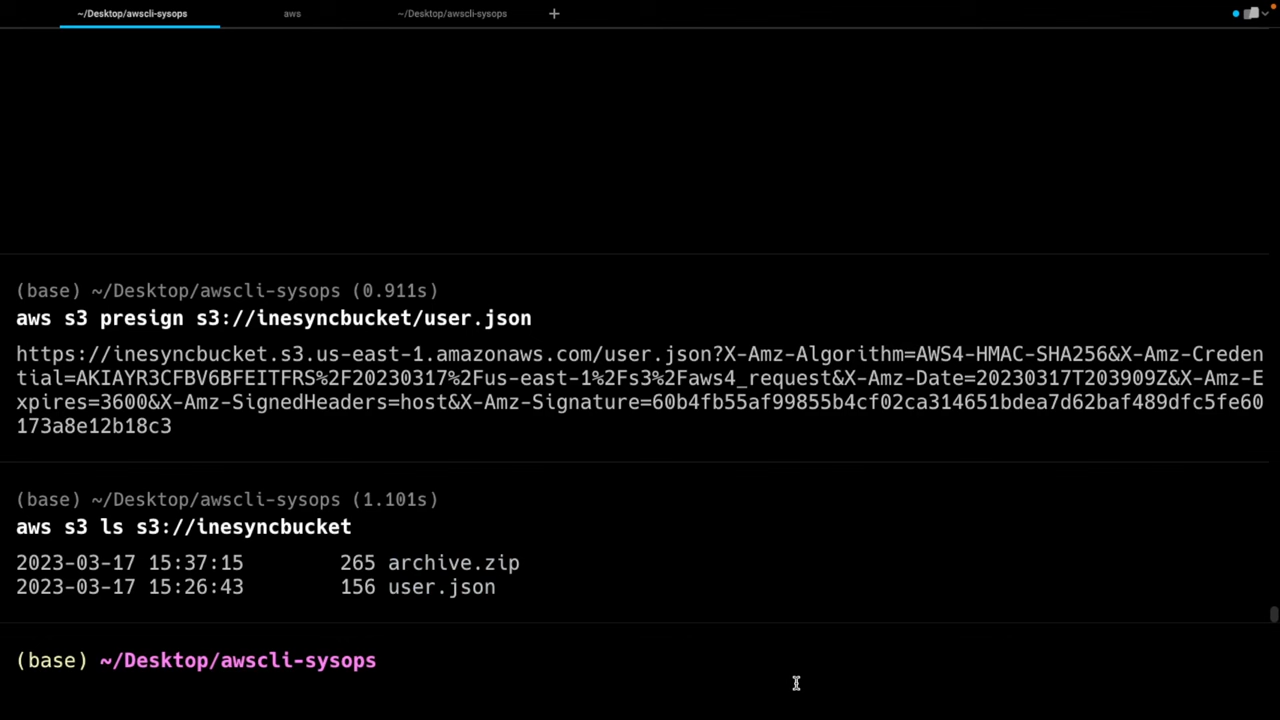 ~/Desktop/awscli-sysops aws ~/Desktop/awscli-sysops +
(base) ~/Desktop/awscli-sysops (0.911s)
aws s3 presign s3://inesyncbucket/user.json
https://inesyncbucket.s3.us-east-1.amazonaws.com/user.json?X-Amz-Algorithm=AWS4-HMAC-SHA256&X-Amz-Creden
tial=AKIAYR3CFBV6BFEITFRS%2F20230317%2Fus-east-1%2Fs3%2Faws4_request&X-Amz-Date=20230317T203909Z&X-Amz-E
xpires=3600&X-Amz-SignedHeaders=host&X-Amz-Signature=60b4fb55af99855b4cf02ca314651bdea7d62baf489dfc5fe60
173a8e12b18c3
(base) ~/Desktop/awscli-sysops (1.101s)
aws s3 ls s3://inesyncbucket
2023-03-17 15:37:15 265 archive.zip
2023-03-17 15:26:43 156 user.json
(base) ~/Desktop/awscli-sysops